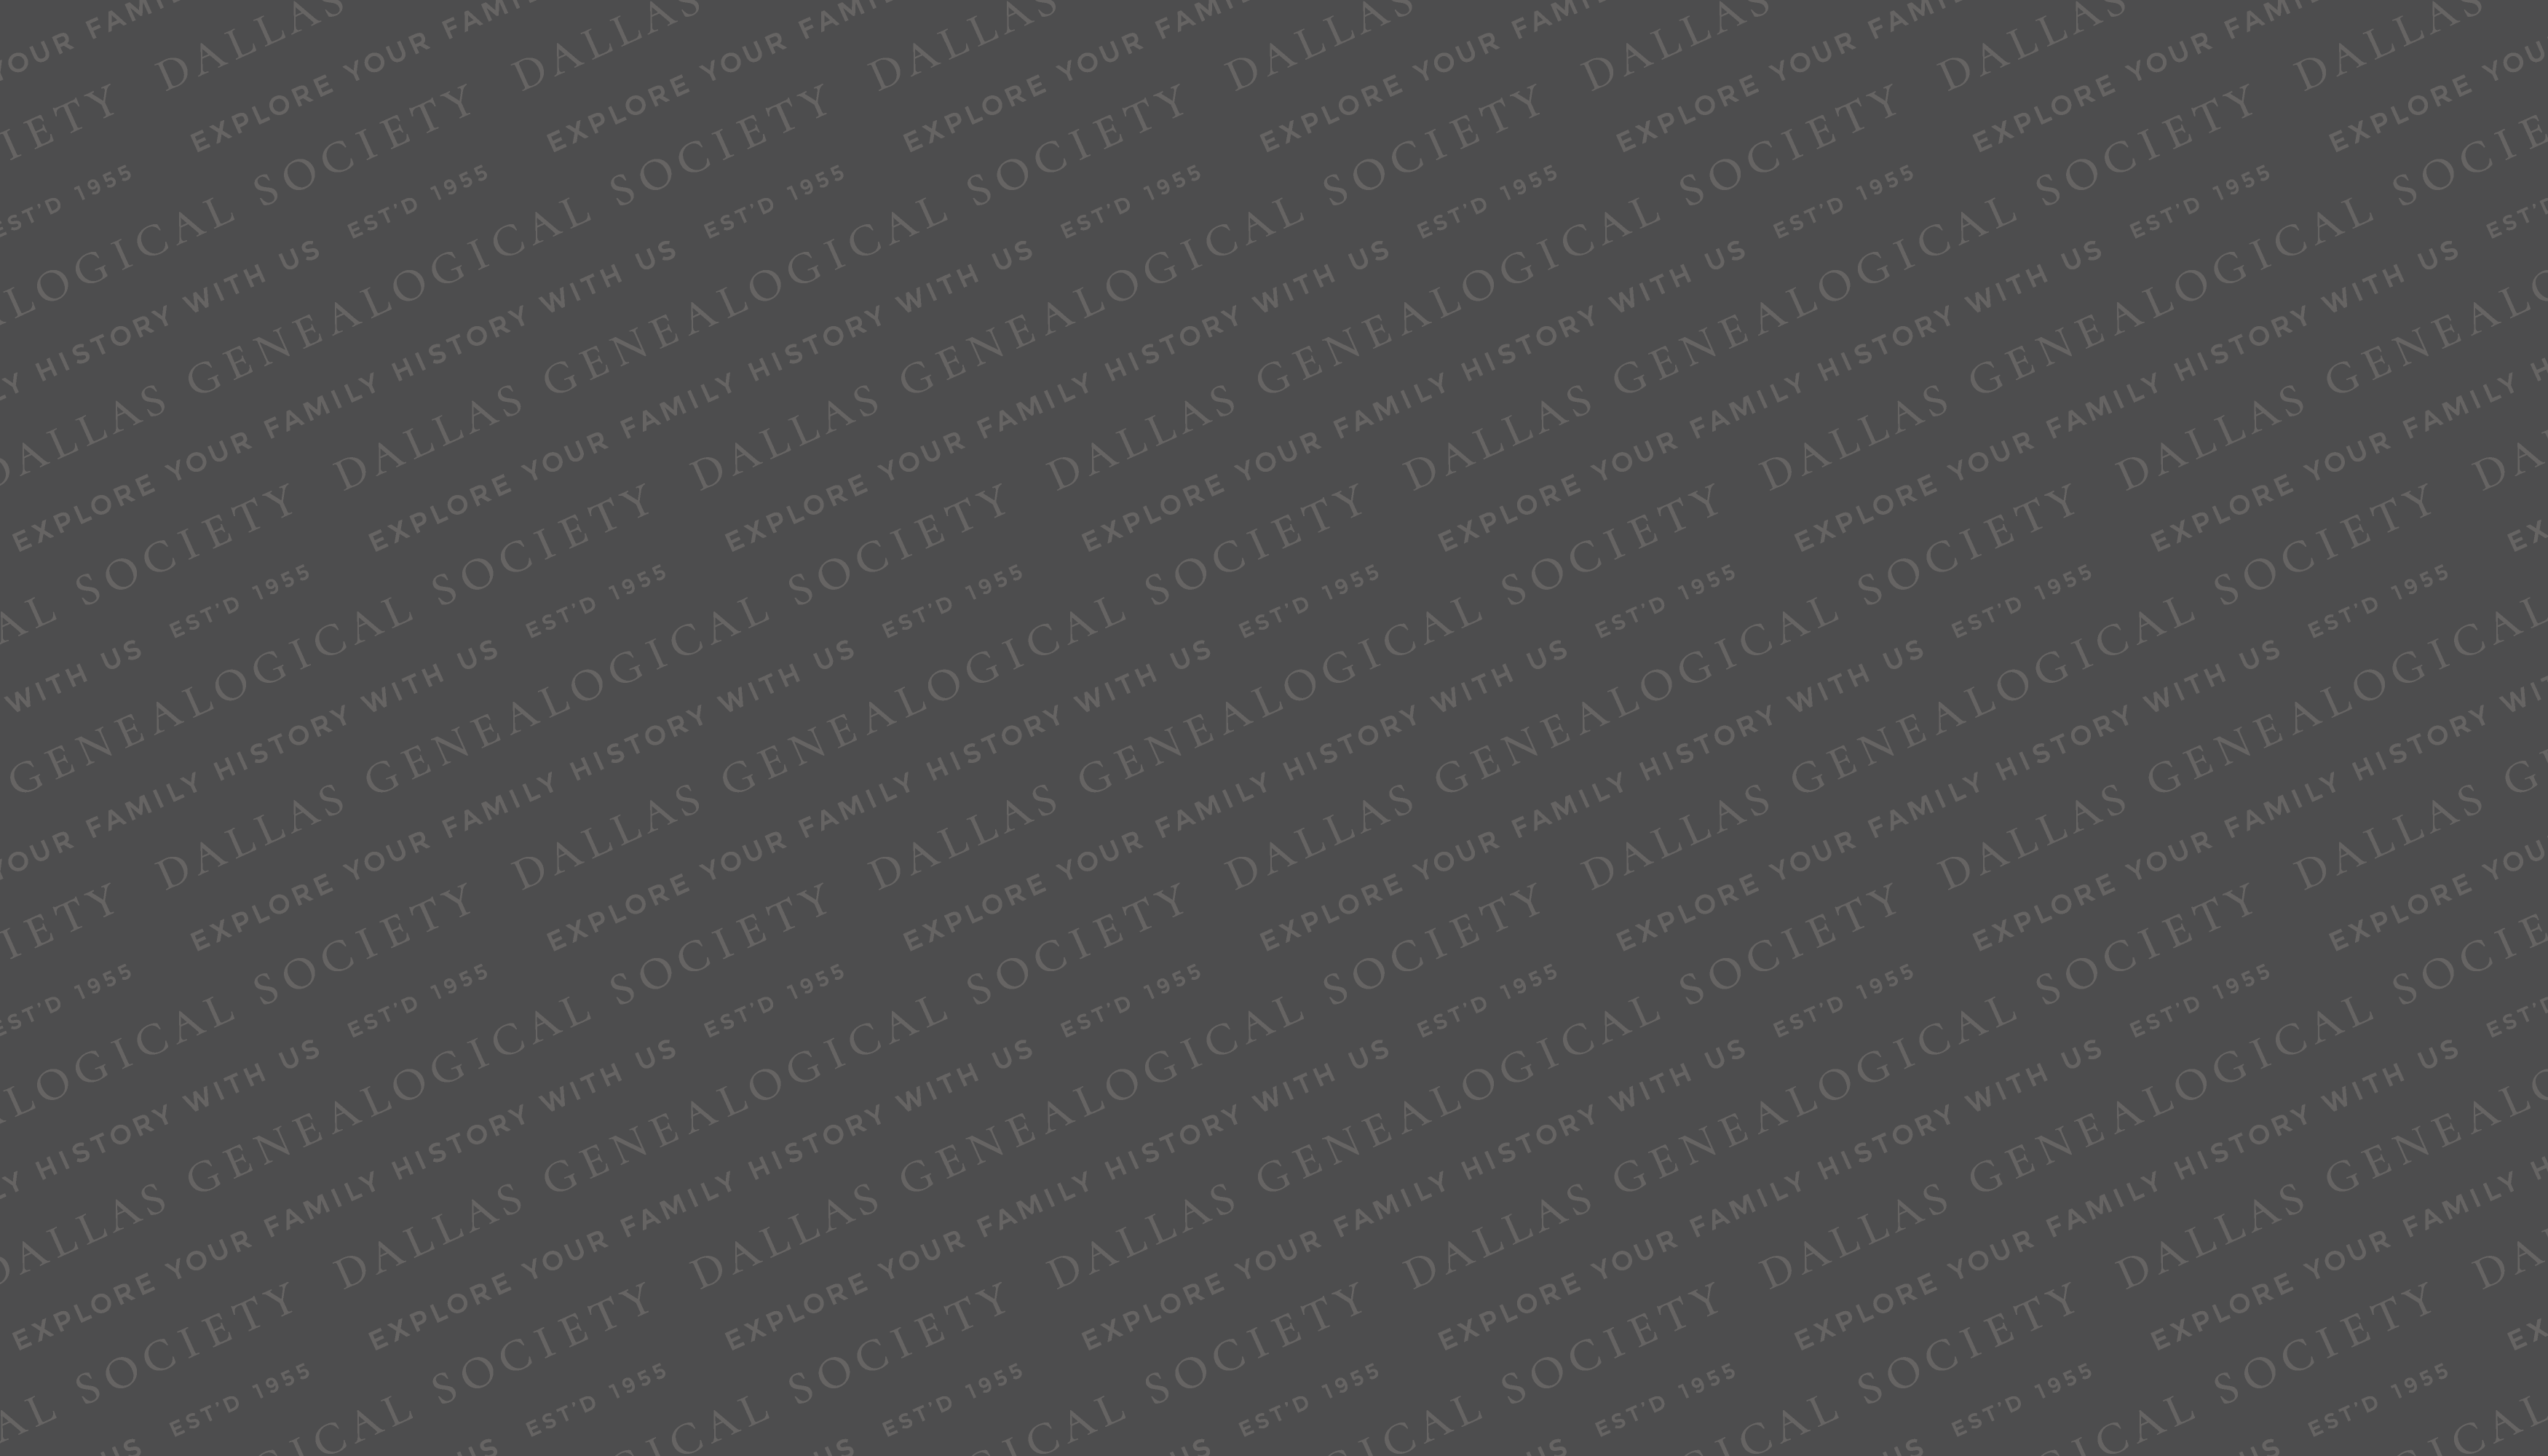 DALLAS GENEALOGICAL SOCIETY
EXPLORE YOUR FAMILY HISTORY WITH US
EST'D 1955